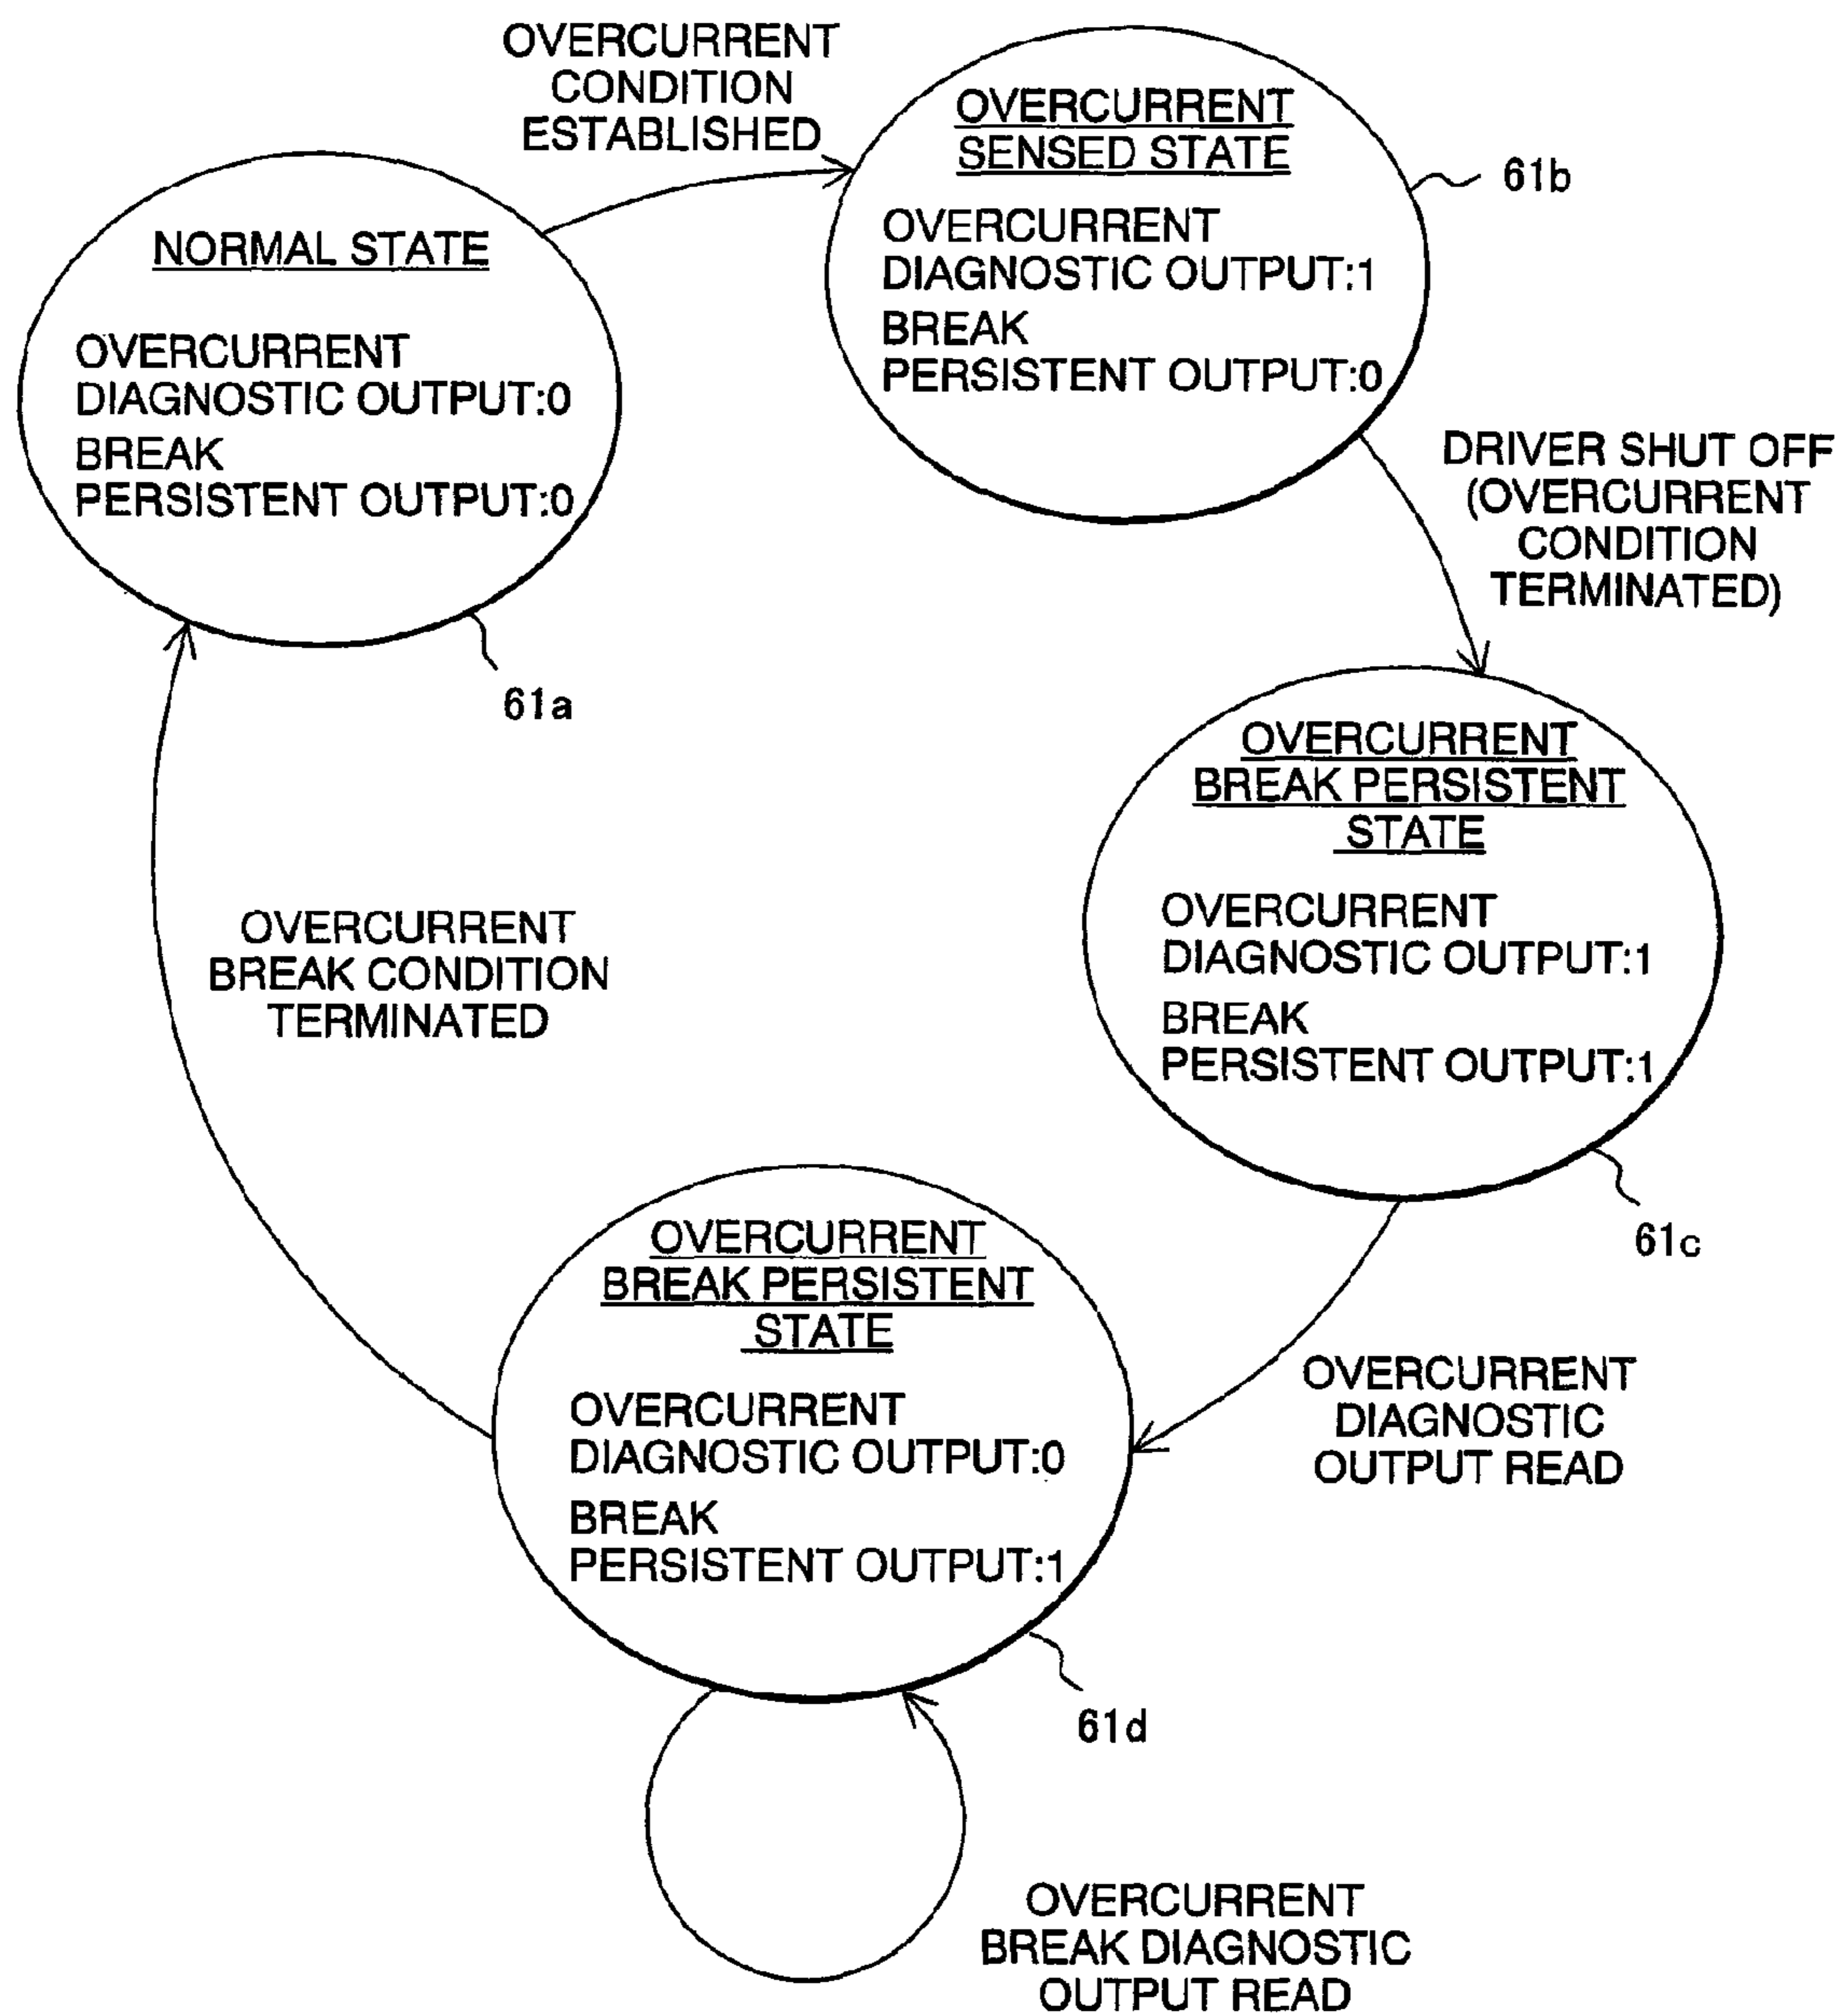 OVERCURRENT
CONDITION
ESTABLISHED
OVERCURRENT
SENSED STATE
OVERCURRENT
DIAGNOSTIC OUTPUT:1
BREAK
PERSISTENT OUTPUT:0
61b
NORMAL STATE
OVERCURRENT
DIAGNOSTIC OUTPUT:0
BREAK
PERSISTENT OUTPUT:0
61a
DRIVER SHUT OFF
(OVERCURRENT
CONDITION
TERMINATED)
OVERCURRENT
BREAK PERSISTENT
STATE
OVERCURRENT
DIAGNOSTIC OUTPUT:1
BREAK
PERSISTENT OUTPUT:1
61c
OVERCURRENT
BREAK CONDITION
TERMINATED
OVERCURRENT
BREAK PERSISTENT
STATE
OVERCURRENT
DIAGNOSTIC OUTPUT:0
BREAK
PERSISTENT OUTPUT:1
61d
OVERCURRENT
DIAGNOSTIC
OUTPUT READ
OVERCURRENT
BREAK DIAGNOSTIC
OUTPUT READ